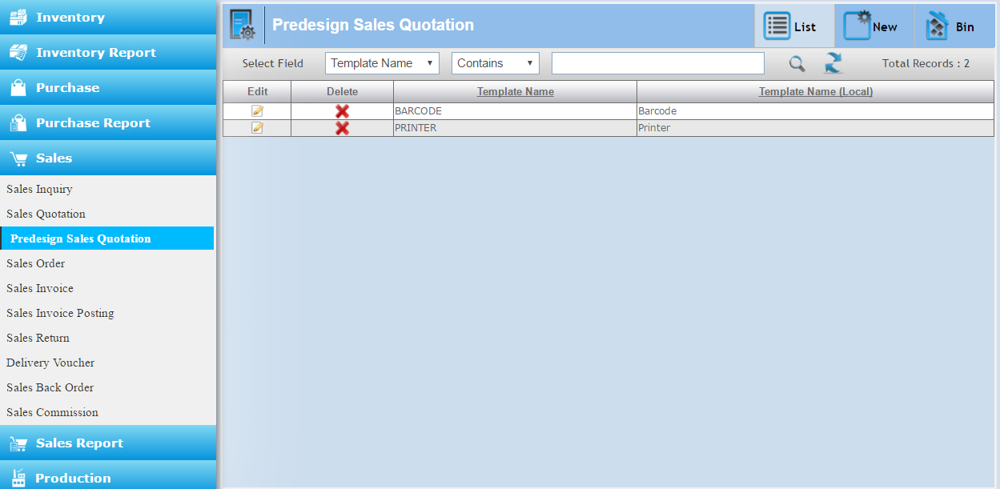 Inventory
Inventory Report
Purchase
Purchase Report
Sales
Sales Inquiry
Sales Quotation
Predesign Sales Quotation
Sales Order
Sales Invoice
Sales Invoice Posting
Sales Return
Delivery Voucher
Sales Back Order
Sales Commission
Sales Report
Production
Predesign Sales Quotation List New Bin
Select Field Template Name Contains Total Records : 2
Edit Delete Template Name Template Name (Local)
BARCODE Barcode
PRINTER Printer